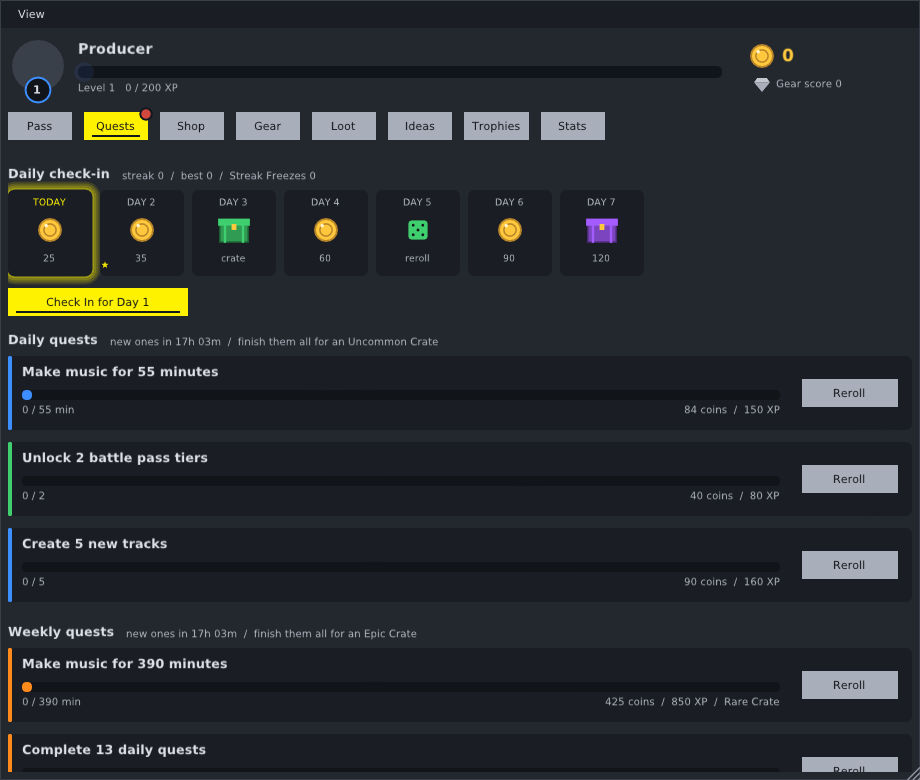 View
Producer
0
1
Level 1 0 / 200 XP
Gear score 0
Pass Quests Shop Gear Loot Ideas Trophies Stats
Daily check-in streak 0 / best 0 / Streak Freezes 0
TODAY DAY 2 DAY 3 DAY 4 DAY 5 DAY 6 DAY 7
25 35 crate 60 reroll 90 120
Check In for Day 1
Daily quests new ones in 17h 03m / finish them all for an Uncommon Crate
Make music for 55 minutes
Reroll
0 / 55 min 84 coins / 150 XP
Unlock 2 battle pass tiers
Reroll
0 / 2 40 coins / 80 XP
Create 5 new tracks
Reroll
0 / 5 90 coins / 160 XP
Weekly quests new ones in 17h 03m / finish them all for an Epic Crate
Make music for 390 minutes
Reroll
0 / 390 min 425 coins / 850 XP / Rare Crate
Complete 13 daily quests
Reroll